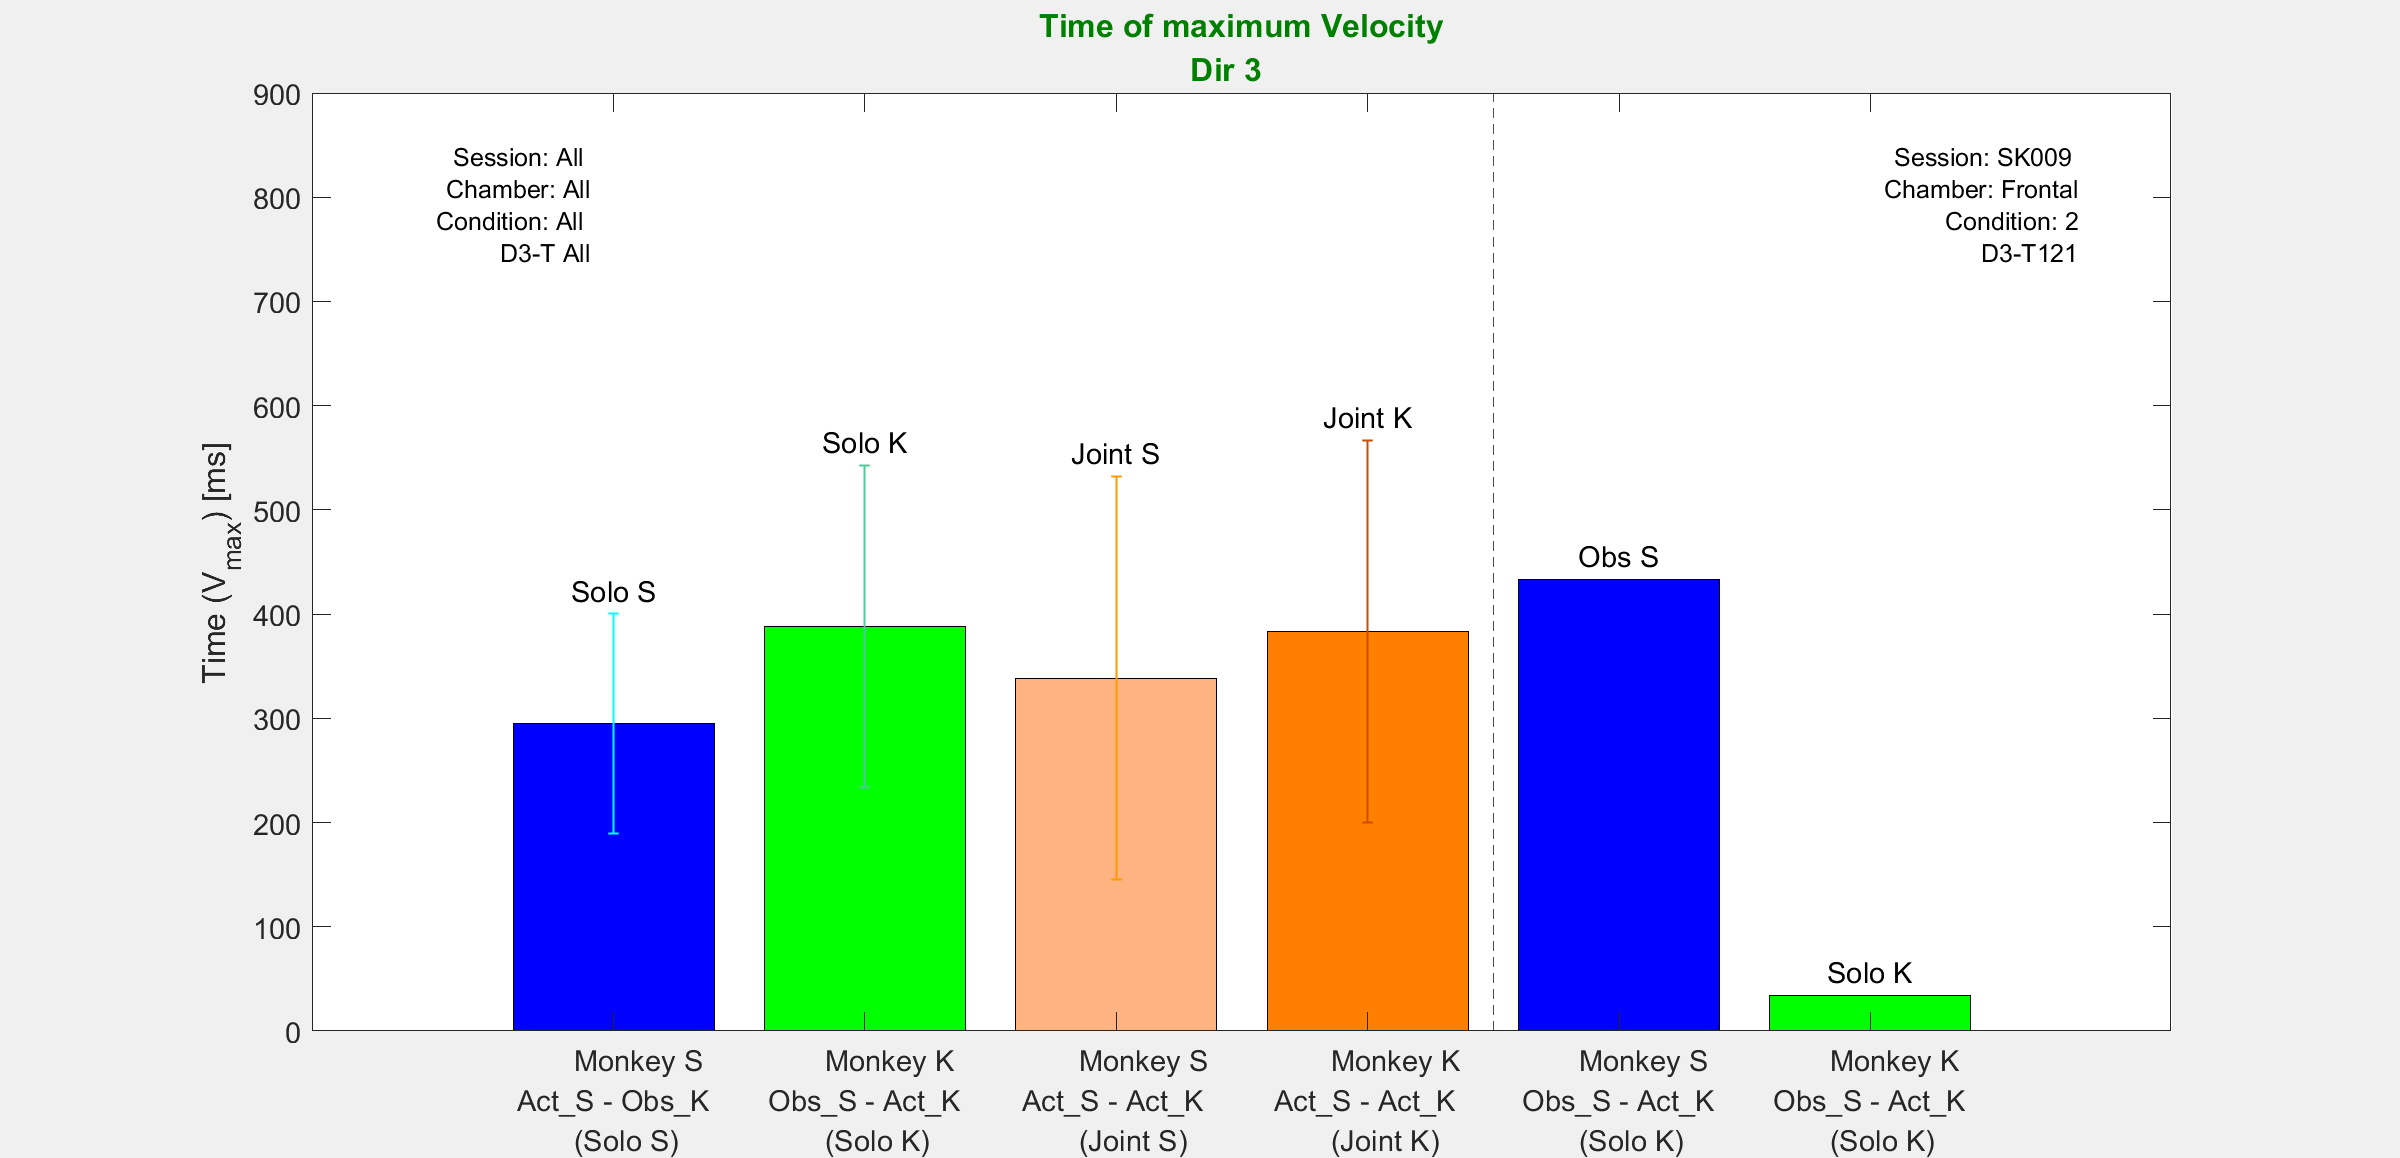 Time of maximum Velocity
Dir 3
900
800
700
600
500
400
300
200
100
0
Time (Vmax) [ms]
Session: All
Chamber: All
Condition: All
D3-T All
Session: SK009
Chamber: Frontal
Condition: 2
D3-T121
Solo S
Solo K
Joint S
Joint K
Obs S
Solo K
Monkey S
Act_S - Obs_K
(Solo S)
Monkey K
Obs_S - Act_K
(Solo K)
Monkey S
Act_S - Act_K
(Joint S)
Monkey K
Act_S - Act_K
(Joint K)
Monkey S
Obs_S - Act_K
(Solo K)
Monkey K
Obs_S - Act_K
(Solo K)